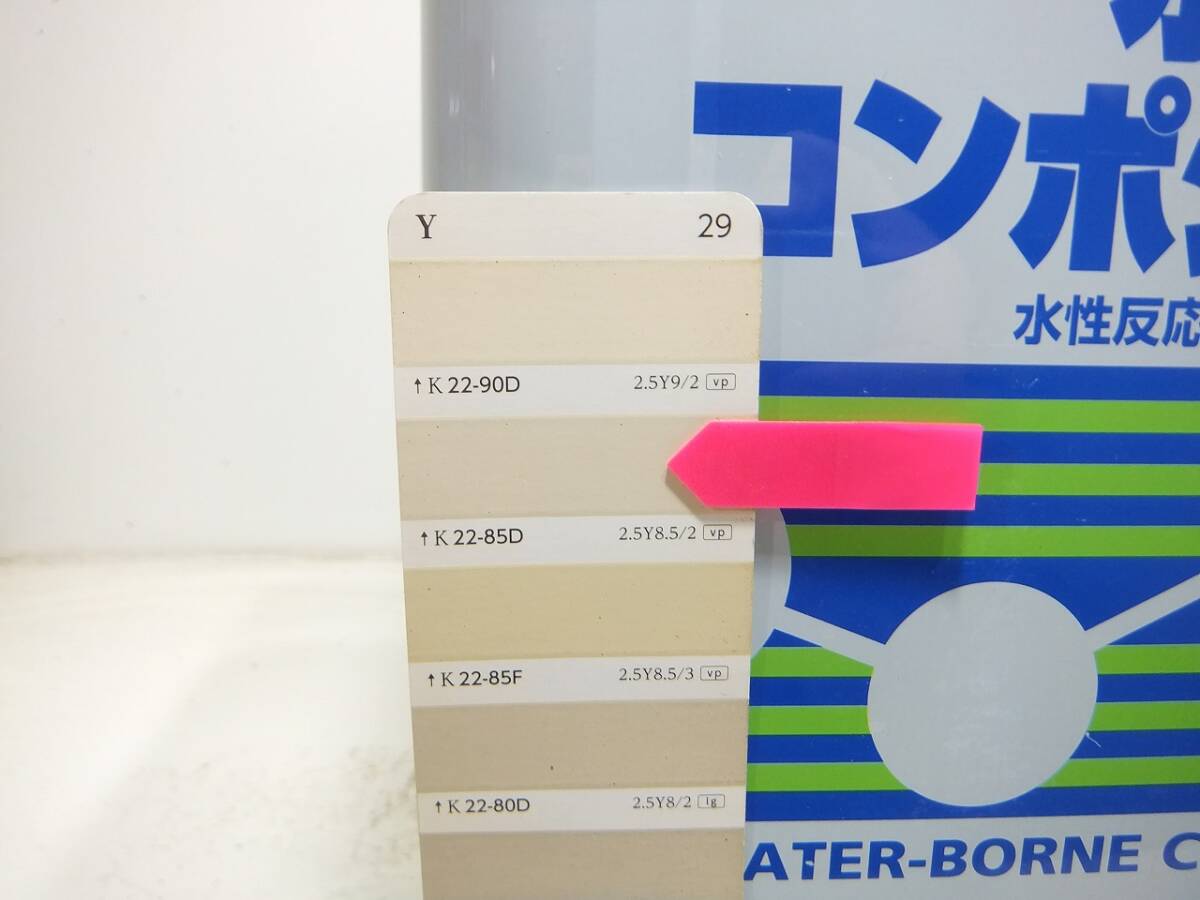 コンポ
水性反応
Y 29
↑K 22-90D 2.5Y9/2 vp
↑K 22-85D 2.5Y8.5/2 vp
↑K 22-85F 2.5Y8.5/3 vp
↑K 22-80D 2.5Y8/2 lg
ATER-BORNE C